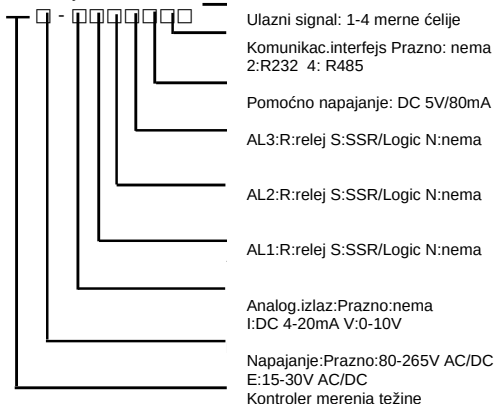 □ - □□□□□□□
Ulazni signal: 1-4 merne ćelije
Komunikac.interfejs Prazno: nema
2:R232 4: R485
Pomoćno napajanje: DC 5V/80mA
AL3:R:relej S:SSR/Logic N:nema
AL2:R:relej S:SSR/Logic N:nema
AL1:R:relej S:SSR/Logic N:nema
Analog.izlaz:Prazno:nema
I:DC 4-20mA V:0-10V
Napajanje:Prazno:80-265V AC/DC
E:15-30V AC/DC
Kontroler merenja težine